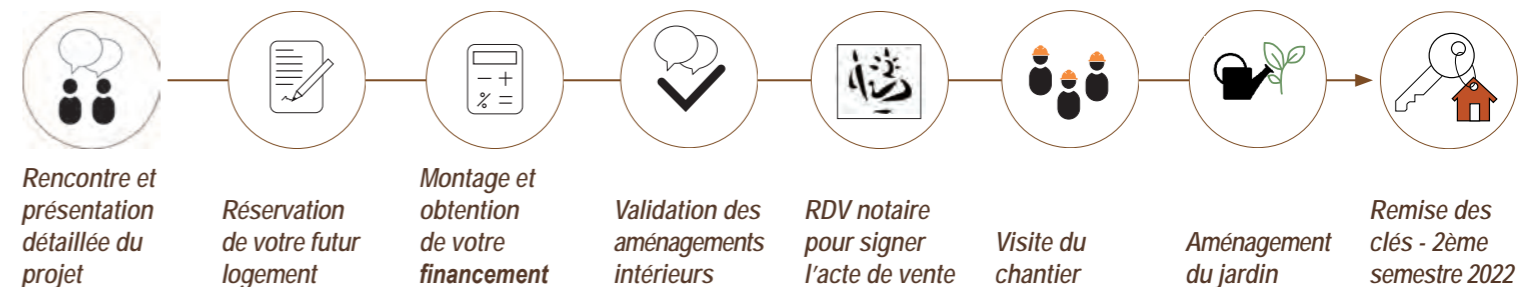 Rencontre et
présentation
détaillée du
projet
Réservation
de votre futur
logement
Montage et
obtention
de votre
financement
Validation des
aménagements
intérieurs
RDV notaire
pour signer
l'acte de vente
Visite du
chantier
Aménagement
du jardin
Remise des
clés - 2ème
semestre 2022